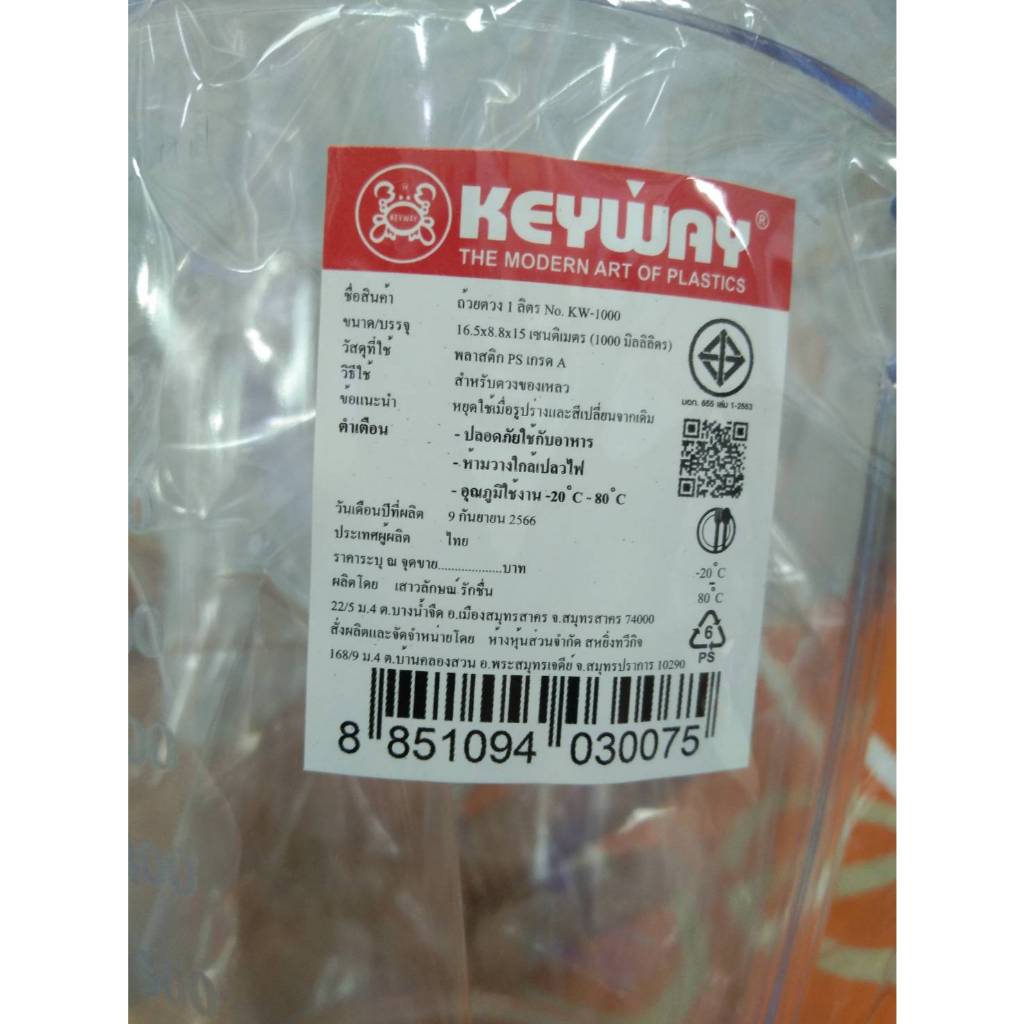 KEYWAY
KEYWAY®
THE MODERN ART OF PLASTICS
ชื่อสินค้า ถ้วยตวง 1 ลิตร No. KW-1000
ขนาด/บรรจุ 16.5x8.8x15 เซนติเมตร (1000 มิลลิลิตร)
วัสดุที่ใช้ พลาสติก PS เกรด A
วิธีใช้ สำหรับตวงของเหลว
ข้อแนะนำ หยุดใช้เมื่อรูปร่างและสีเปลี่ยนจากเดิม
คำเตือน - ปลอดภัยใช้กับอาหาร
- ห้ามวางใกล้เปลวไฟ
- อุณภูมิใช้งาน -20°C - 80°C
วันเดือนปีที่ผลิต 9 กันยายน 2566
ประเทศผู้ผลิต ไทย
ราคาระบุ ณ จุดขาย...................บาท
ผลิตโดย เสาวลักษณ์ รักชื่น
22/5 ม.4 ต.บางน้ำจืด อ.เมืองสมุทรสาคร จ.สมุทรสาคร 74000
สั่งผลิตและจัดจำหน่ายโดย ห้างหุ้นส่วนจำกัด สหยิ่งทวีกิจ
168/9 ม.4 ต.บ้านคลองสวน อ.พระสมุทรเจดีย์ จ.สมุทรปราการ 10290
มอก. 655 เล่ม 1-2553
-20°C
-
80°C
6
PS
8 851094 030075